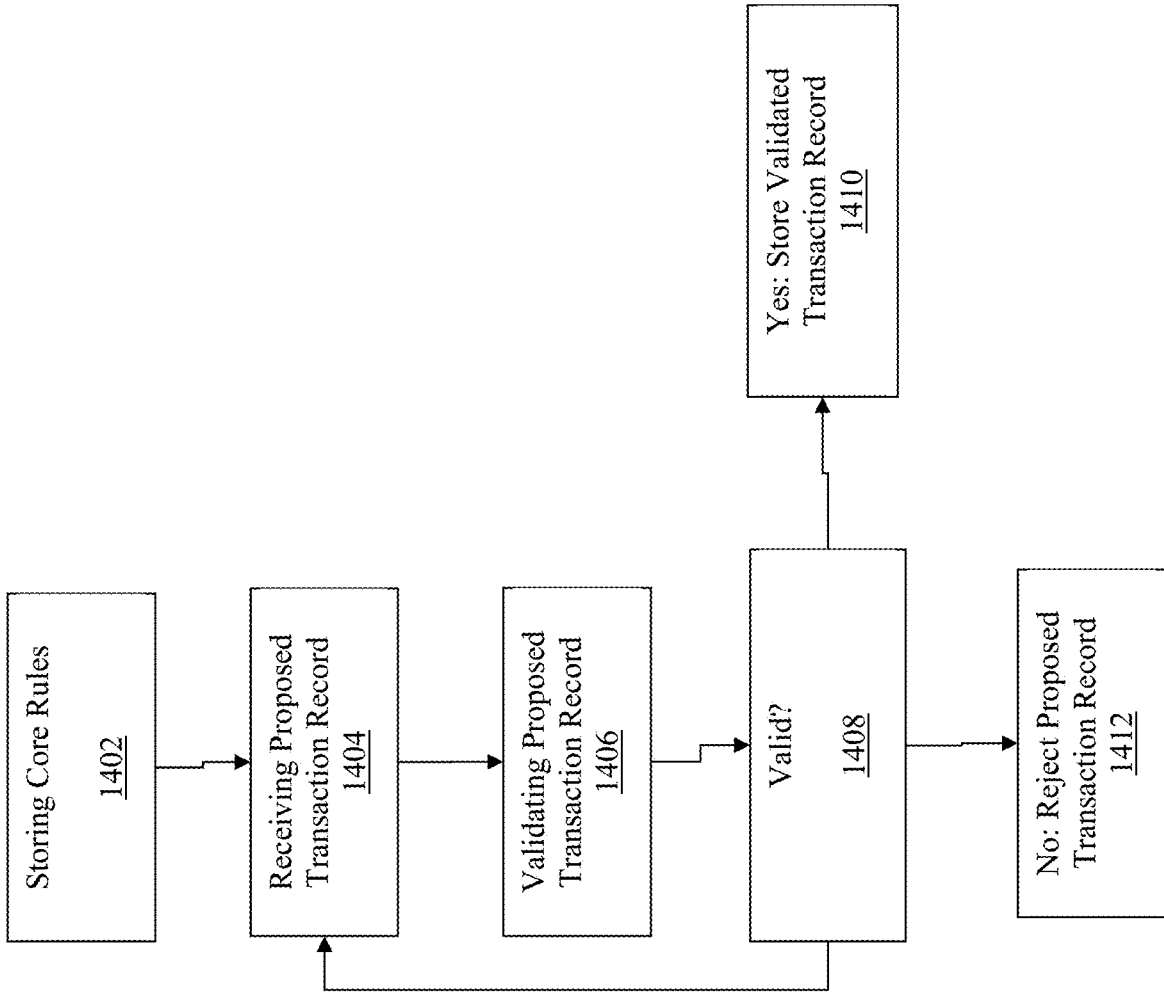 Storing Core Rules
1402
Receiving Proposed
Transaction Record
1404
Validating Proposed
Transaction Record
1406
Valid?
1408
Yes: Store Validated
Transaction Record
1410
No: Reject Proposed
Transaction Record
1412